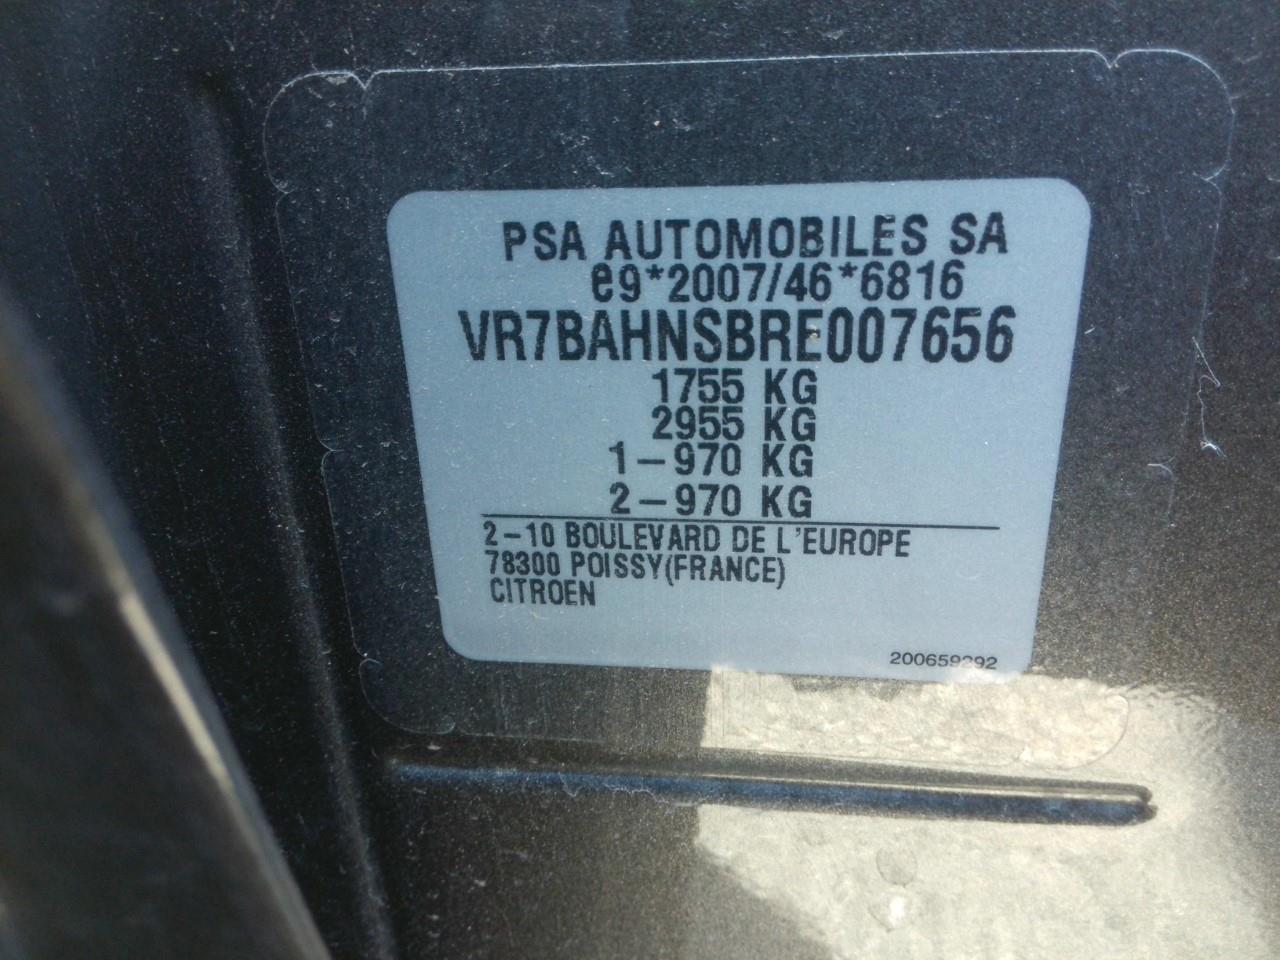 PSA AUTOMOBILES SA
e9*2007/46*6816
VR7BAHNSBRE007656
1755 KG
2955 KG
1-970 KG
2-970 KG
2-10 BOULEVARD DE L'EUROPE
78300 POISSY(FRANCE)
CITROEN
200659292